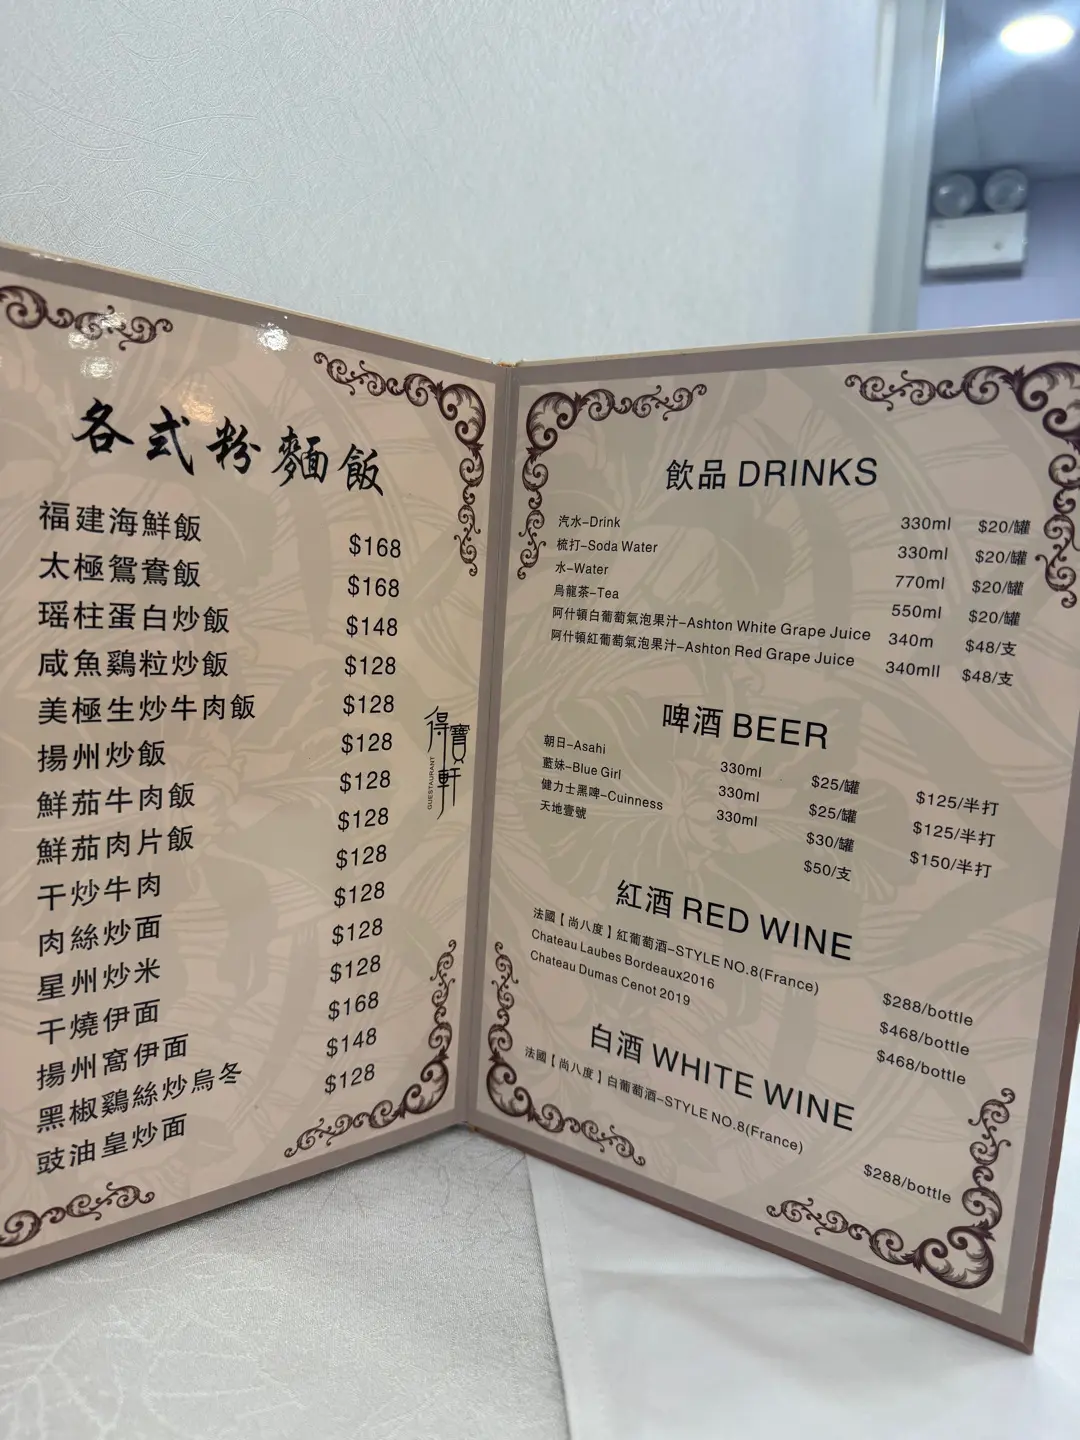 各式粉麵飯
福建海鮮飯 $168
太極鴛鴦飯 $168
瑶柱蛋白炒飯 $148
咸魚鷄粒炒飯 $128
美極生炒牛肉飯 $128
揚州炒飯 $128
鮮茄牛肉飯 $128
鮮茄肉片飯 $128
干炒牛肉 $128
肉絲炒面 $128
星州炒米 $128
干燒伊面 $128
揚州窩伊面 $168
黑椒鷄絲炒烏冬 $148
豉油皇炒面 $128
得寶軒
GUESTAURANT
飲品 DRINKS
汽水–Drink 330ml $20/罐
梳打–Soda Water 330ml $20/罐
水–Water 770ml $20/罐
烏龍茶–Tea 550ml $20/罐
阿什頓白葡萄氣泡果汁–Ashton White Grape Juice 340m $48/支
阿什頓紅葡萄氣泡果汁–Ashton Red Grape Juice 340mll $48/支
啤酒 BEER
朝日–Asahi 330ml $25/罐 $125/半打
藍妹–Blue Girl 330ml $25/罐 $125/半打
健力士黑啤–Cuinness 330ml $30/罐 $150/半打
天地壹號 $50/支
紅酒 RED WINE
法國【尚八度】紅葡萄酒–STYLE NO.8(France) $288/bottle
Chateau Laubes Bordeaux2016 $468/bottle
Chateau Dumas Cenot 2019 $468/bottle
白酒 WHITE WINE
法國【尚八度】白葡萄酒–STYLE NO.8(France) $288/bottle